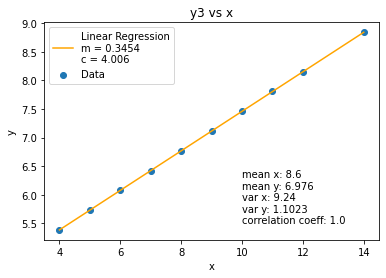 y3 vs x
Linear Regression
m = 0.3454
c = 4.006
Data
9.0
8.5
8.0
7.5
7.0
6.5
6.0
5.5
y
mean x: 8.6
mean y: 6.976
var x: 9.24
var y: 1.1023
correlation coeff: 1.0
4 6 8 10 12 14
x